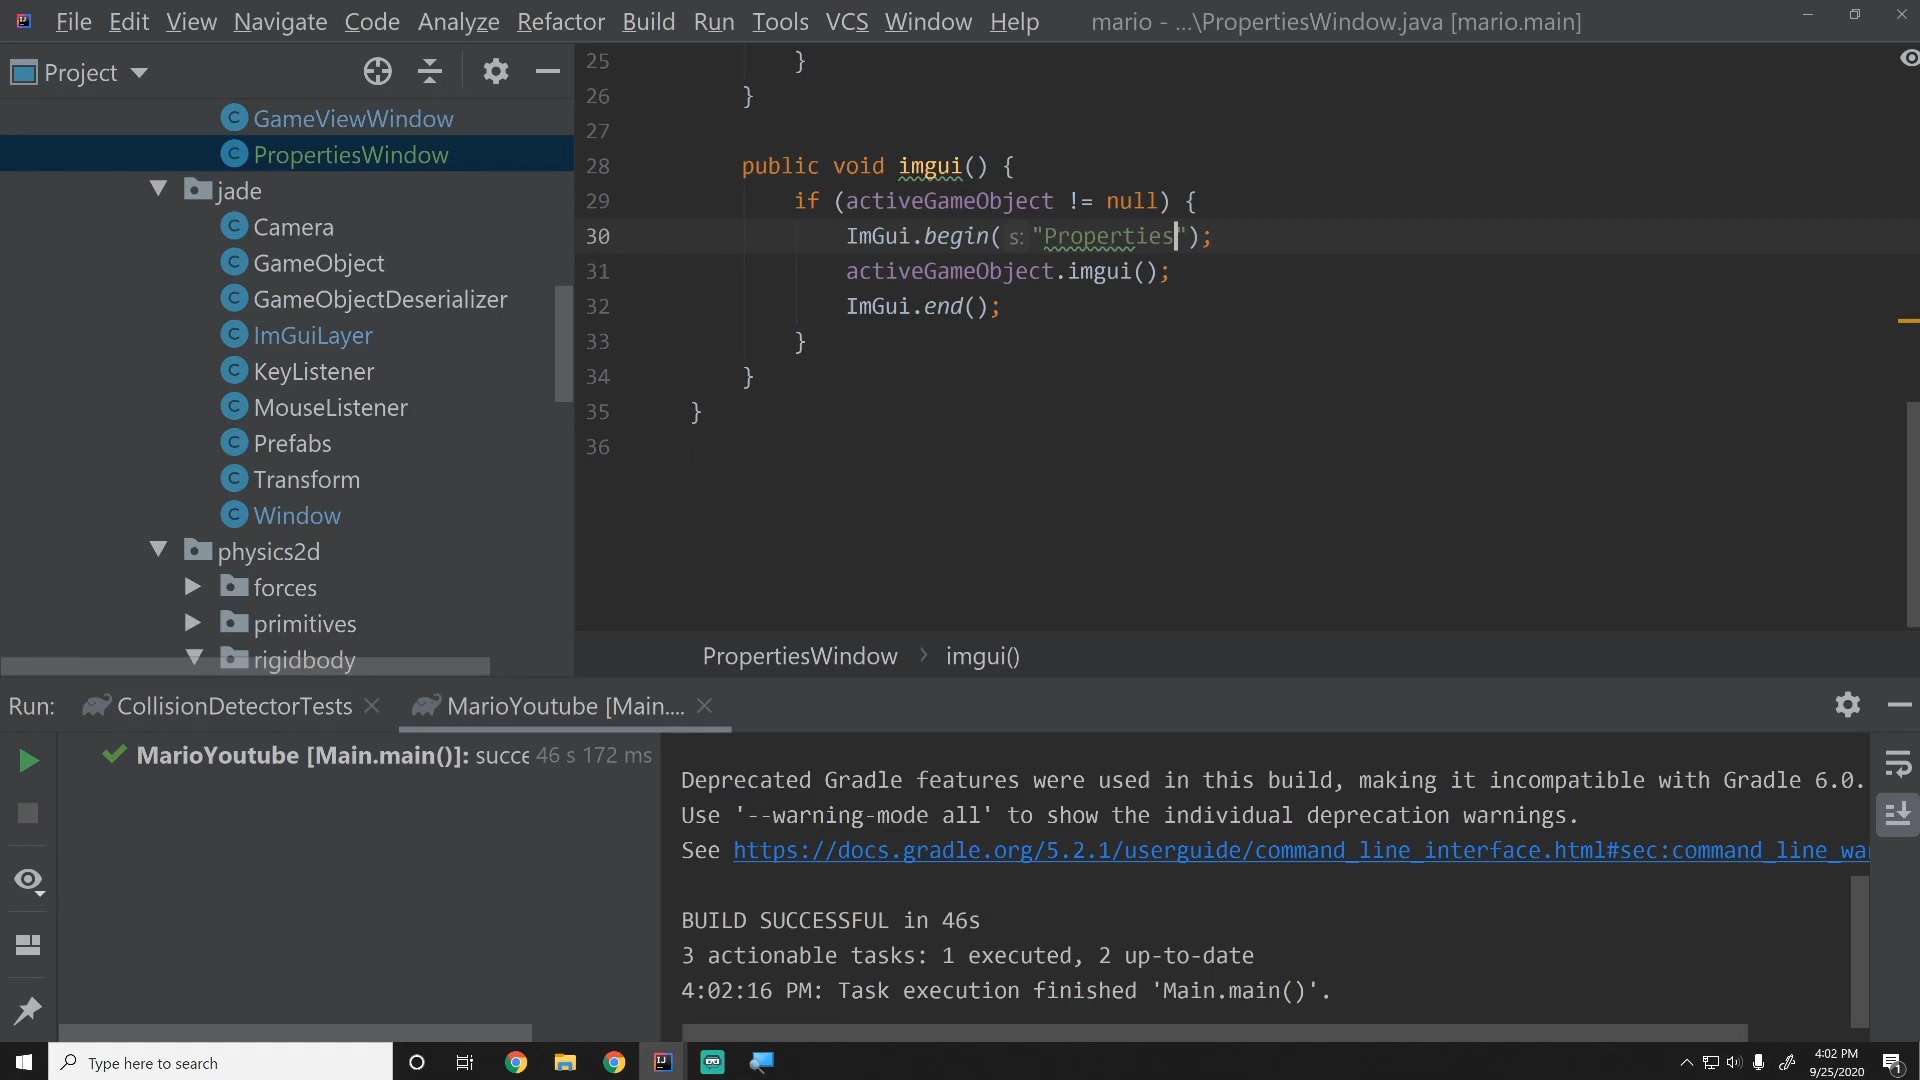 File Edit View Navigate Code Analyze Refactor Build Run Tools VCS Window Help mario - ...\PropertiesWindow.java [mario.main]
Project
GameViewWindow
PropertiesWindow
jade
Camera
GameObject
GameObjectDeserializer
ImGuiLayer
KeyListener
MouseListener
Prefabs
Transform
Window
physics2d
forces
primitives
rigidbody
25 }
26 }
27
28 public void imgui() {
29 if (activeGameObject != null) {
30 ImGui.begin( s: "Properties");
31 activeGameObject.imgui();
32 ImGui.end();
33 }
34 }
35 }
36
PropertiesWindow > imgui()
Run: CollisionDetectorTests MarioYoutube [Main....
MarioYoutube [Main.main()]: succe 46 s 172 ms
Deprecated Gradle features were used in this build, making it incompatible with Gradle 6.0.
Use '--warning-mode all' to show the individual deprecation warnings.
See https://docs.gradle.org/5.2.1/userguide/command_line_interface.html#sec:command_line_wa
BUILD SUCCESSFUL in 46s
3 actionable tasks: 1 executed, 2 up-to-date
4:02:16 PM: Task execution finished 'Main.main()'.
Type here to search
4:02 PM
9/25/2020
1